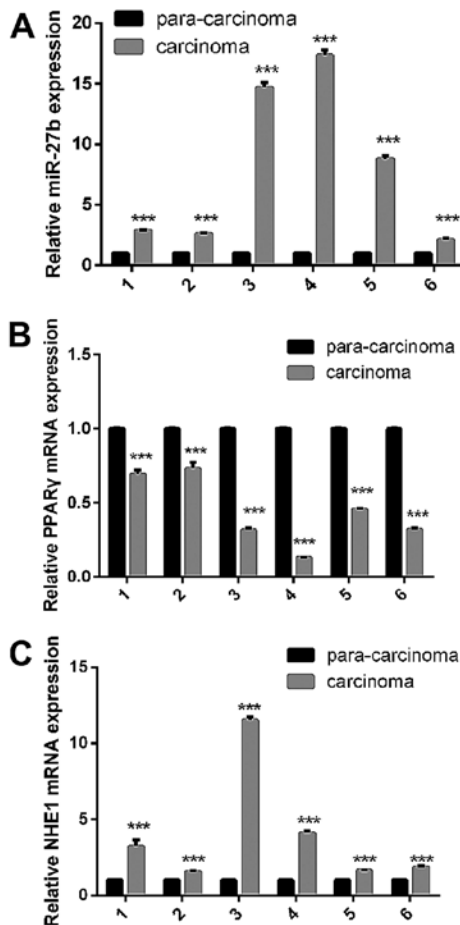 A
para-carcinoma
carcinoma
Relative miR-27b expression
20
15
10
5
0
*** *** *** *** *** ***
1 2 3 4 5 6
B
para-carcinoma
carcinoma
Relative PPARγ mRNA expression
1.5
1.0
0.5
0.0
*** *** *** *** *** ***
1 2 3 4 5 6
C
para-carcinoma
carcinoma
Relative NHE1 mRNA expression
15
10
5
0
*** *** *** *** *** ***
1 2 3 4 5 6